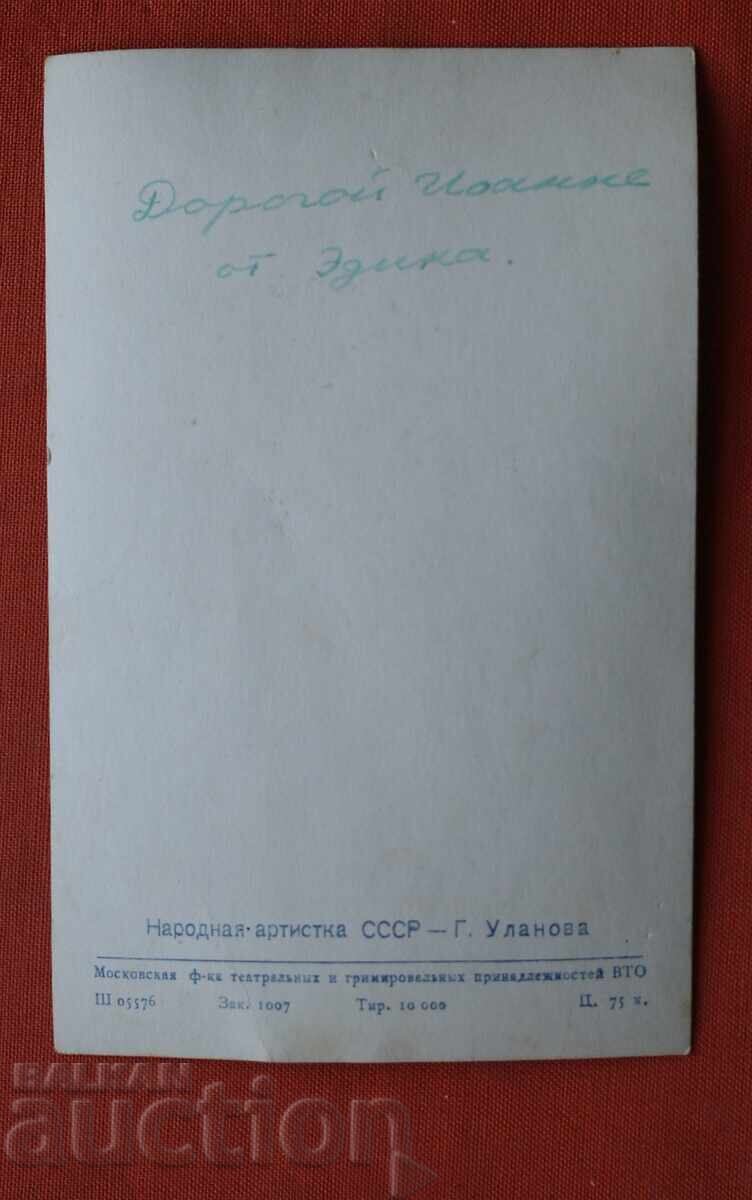 Дорогой Иоанне
от Эдика.
Народная артистка СССР — Г. Уланова
Московская ф-ка театральных и гримировальных принадлежностей ВТО
Ш 05576 Зак. 1007 Тир. 10 000 Ц. 75 к.
BALKAN
auction